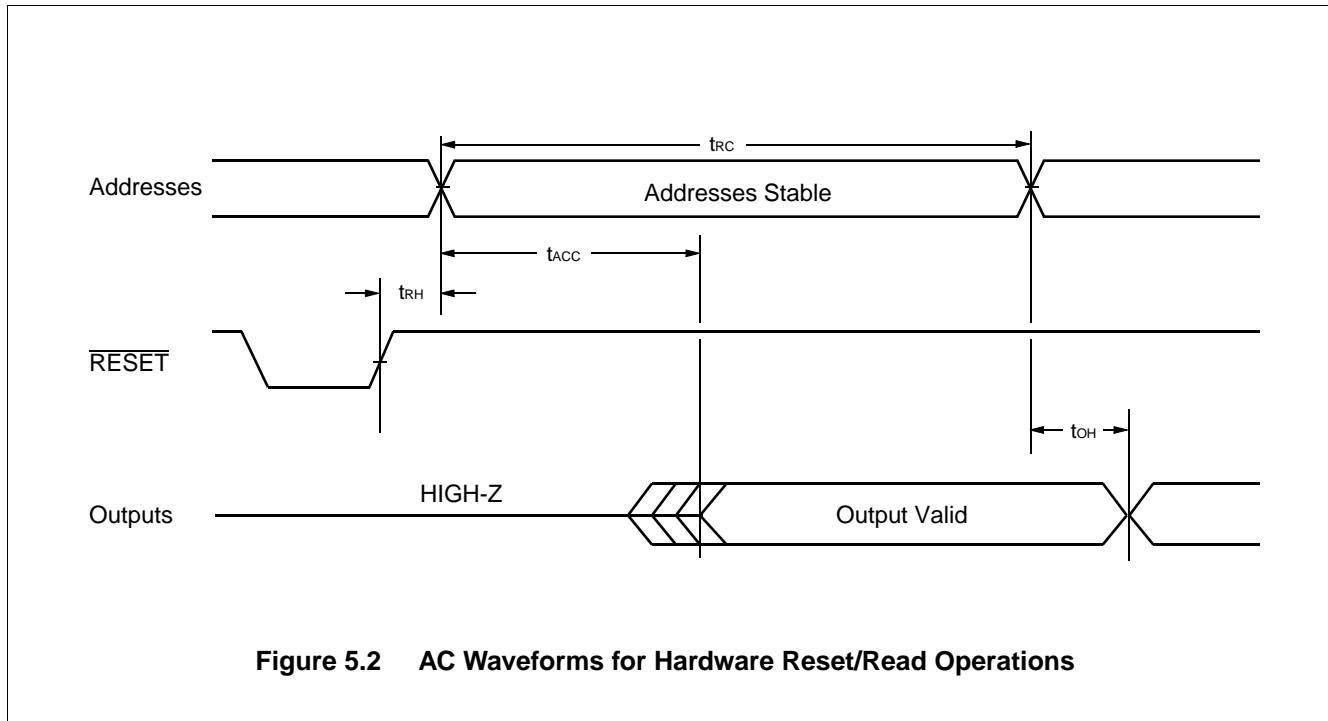 tRC
Addresses
Addresses Stable
tACC
tRH
RESET
tOH
HIGH-Z
Outputs
Output Valid
Figure 5.2 AC Waveforms for Hardware Reset/Read Operations